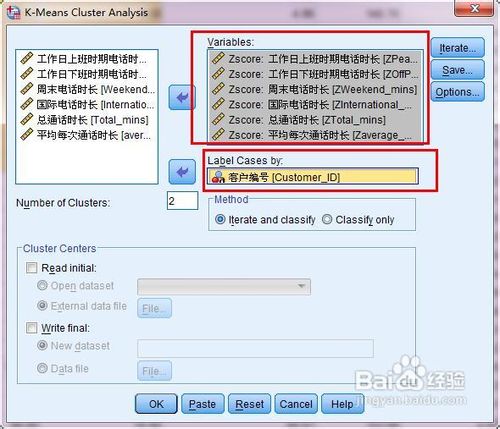 K-Means Cluster Analysis
Variables:
工作日上班时期电话时...
工作日下班时期电话时...
周末电话时长 [Weekend...
国际电话时长 [Internatio...
总通话时长 [Total_mins]
平均每次通话时长 [aver...
Zscore: 工作日上班时期电话时长 [ZPea...
Zscore: 工作日下班时期电话时长 [ZOffP...
Zscore: 周末电话时长 [ZWeekend_mins]
Zscore: 国际电话时长 [ZInternational_...
Zscore: 总通话时长 [ZTotal_mins]
Zscore: 平均每次通话时长 [Zaverage_...
Iterate...
Save...
Options...
Label Cases by:
客户编号 [Customer_ID]
Number of Clusters:
2
Method
Iterate and classify
Classify only
Cluster Centers
Read initial:
Open dataset
External data file
File...
Write final:
New dataset
Data file
File...
OK
Paste
Reset
Cancel
Help
Baidu 经验
jingyan.baidu.com